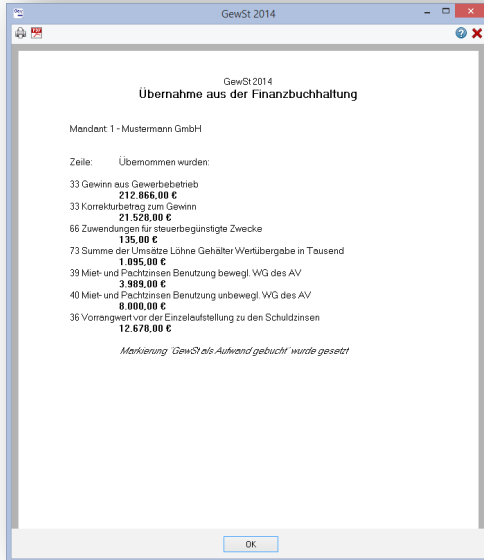 GewSt 2014
GewSt 2014
Übernahme aus der Finanzbuchhaltung
Mandant: 1 - Mustermann GmbH
Zeile: Übernommen wurden:
33 Gewinn aus Gewerbebetrieb
212.866,00 €
33 Korrekturbetrag zum Gewinn
21.528,00 €
66 Zuwendungen für steuerbegünstigte Zwecke
135,00 €
73 Summe der Umsätze Löhne Gehälter Wertübergabe in Tausend
1.095,00 €
39 Miet- und Pachtzinsen Benutzung bewegl. WG des AV
3.989,00 €
40 Miet- und Pachtzinsen Benutzung unbewegl. WG des AV
8.000,00 €
36 Vorrangwert vor der Einzelaufstellung zu den Schuldzinsen
12.678,00 €
Markierung 'GewSt als Aufwand gebucht' wurde gesetzt
OK